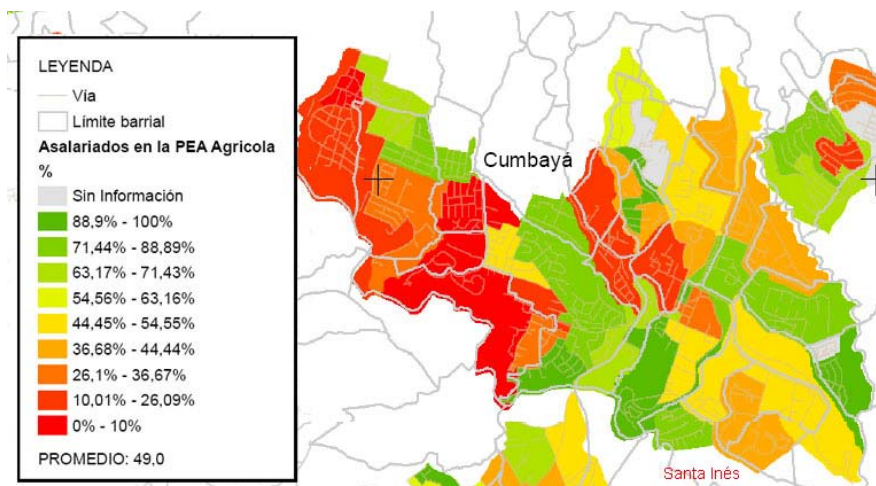 LEYENDA
Vía
Límite barrial
Asalariados en la PEA Agricola
%
Sin Información
88,9% - 100%
71,44% - 88,89%
63,17% - 71,43%
54,56% - 63,16%
44,45% - 54,55%
36,68% - 44,44%
26,1% - 36,67%
10,01% - 26,09%
0% - 10%
PROMEDIO: 49,0
Cumbayá
Santa Inés